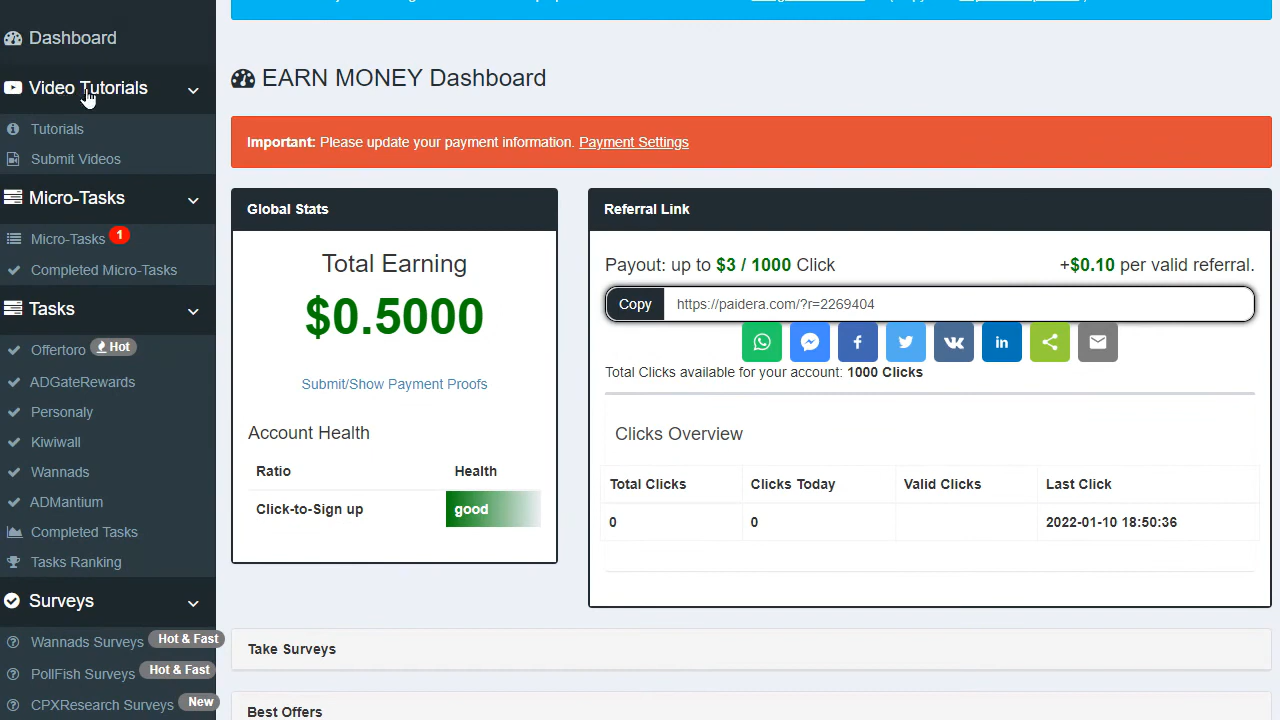 Dashboard
Video Tutorials
Tutorials
Submit Videos
Micro-Tasks
Micro-Tasks 1
Completed Micro-Tasks
Tasks
Offertoro Hot
ADGateRewards
Personaly
Kiwiwall
Wannads
ADMantium
Completed Tasks
Tasks Ranking
Surveys
Wannads Surveys Hot & Fast
PollFish Surveys Hot & Fast
CPXResearch Surveys New
EARN MONEY Dashboard
Important: Please update your payment information. Payment Settings
Global Stats
Total Earning
$0.5000
Submit/Show Payment Proofs
Account Health
Ratio Health
Click-to-Sign up good
Referral Link
Payout: up to $3 / 1000 Click +$0.10 per valid referral.
Copy https://paidera.com/?r=2269404
in
Total Clicks available for your account: 1000 Clicks
Clicks Overview
Total Clicks Clicks Today Valid Clicks Last Click
0 0 2022-01-10 18:50:36
Take Surveys
Best Offers